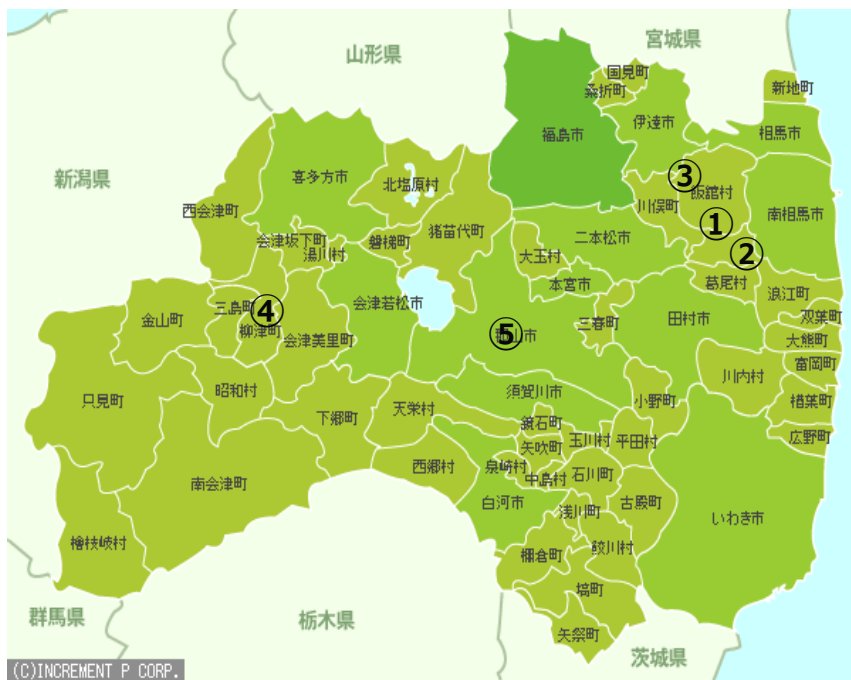 宮城県
山形県
国見町
桑折町
新地町
福島市
伊達市
相馬市
新潟県
喜多方市
北塩原村
③
飯舘村
川俣町
西会津町
南相馬市
①
猪苗代町
会津坂下町
磐梯町
二本松市
湯川村
大玉村
②
本宮市
葛尾村
浪江町
会津若松市
三島町
④
金山町
双葉町
田村市
三春町
⑤
山市
柳津町
会津美里町
大熊町
富岡町
川内村
昭和村
須賀川市
只見町
小野町
楢葉町
天栄村
下郷町
鏡石町
玉川村
平田村
広野町
矢吹町
西郷村
泉崎村
中島村
石川町
南会津町
白河市
古殿町
浅川町
いわき市
檜枝岐村
鮫川村
棚倉町
塙町
群馬県
栃木県
矢祭町
茨城県
(C)INCREMENT P CORP.